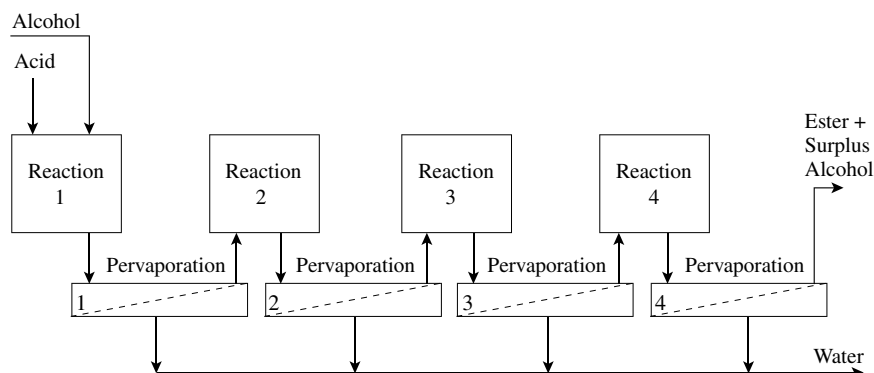 Alcohol
Acid
Reaction
1
Reaction
2
Reaction
3
Reaction
4
Ester +
Surplus
Alcohol
Pervaporation
Pervaporation
Pervaporation
Pervaporation
1
2
3
4
Water